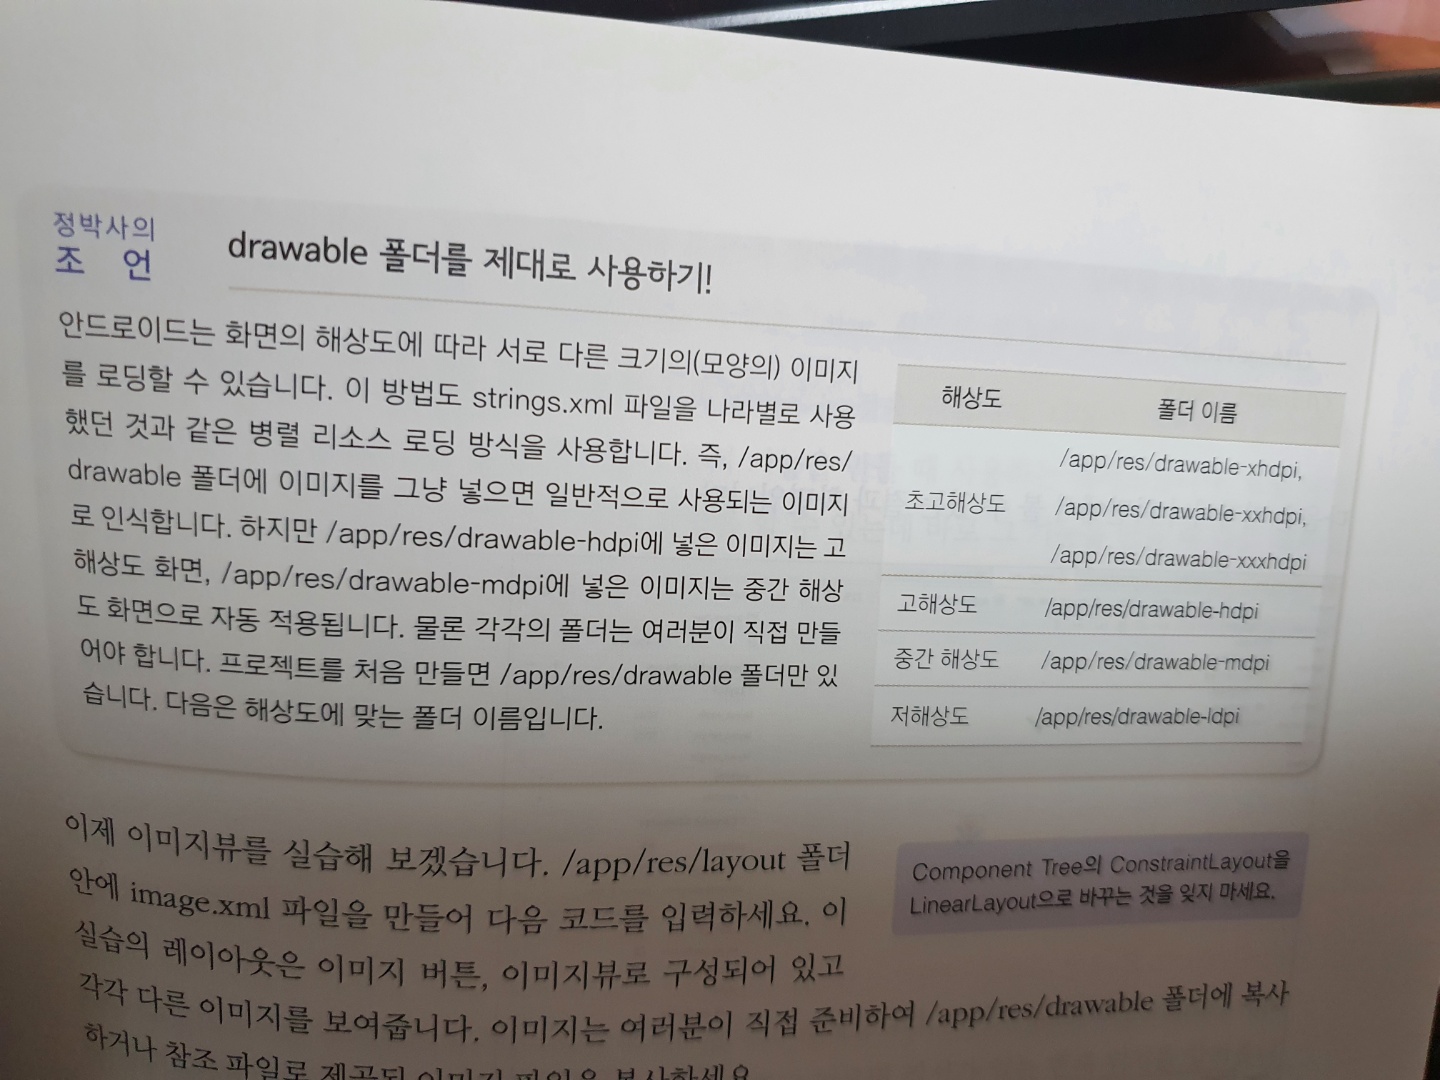 정박사의
조 언
drawable 폴더를 제대로 사용하기!
안드로이드는 화면의 해상도에 따라 서로 다른 크기의(모양의) 이미지
를 로딩할 수 있습니다. 이 방법도 strings.xml 파일을 나라별로 사용
했던 것과 같은 병렬 리소스 로딩 방식을 사용합니다. 즉, /app/res/
drawable 폴더에 이미지를 그냥 넣으면 일반적으로 사용되는 이미지
로 인식합니다. 하지만 /app/res/drawable-hdpi에 넣은 이미지는 고
해상도 화면, /app/res/drawable-mdpi에 넣은 이미지는 중간 해상
도 화면으로 자동 적용됩니다. 물론 각각의 폴더는 여러분이 직접 만들
어야 합니다. 프로젝트를 처음 만들면 /app/res/drawable 폴더만 있
습니다. 다음은 해상도에 맞는 폴더 이름입니다.
해상도 폴더 이름
/app/res/drawable-xhdpi,
초고해상도 /app/res/drawable-xxhdpi,
/app/res/drawable-xxxhdpi
고해상도 /app/res/drawable-hdpi
중간 해상도 /app/res/drawable-mdpi
저해상도 /app/res/drawable-ldpi
이제 이미지뷰를 실습해 보겠습니다. /app/res/layout 폴더
안에 image.xml 파일을 만들어 다음 코드를 입력하세요. 이
실습의 레이아웃은 이미지 버튼, 이미지뷰로 구성되어 있고
각각 다른 이미지를 보여줍니다. 이미지는 여러분이 직접 준비하여 /app/res/drawable 폴더에 복사
하거나 참조 파일로 제공된 이미지 파일을 복사하세요
Component Tree의 ConstraintLayout을
LinearLayout으로 바꾸는 것을 잊지 마세요.